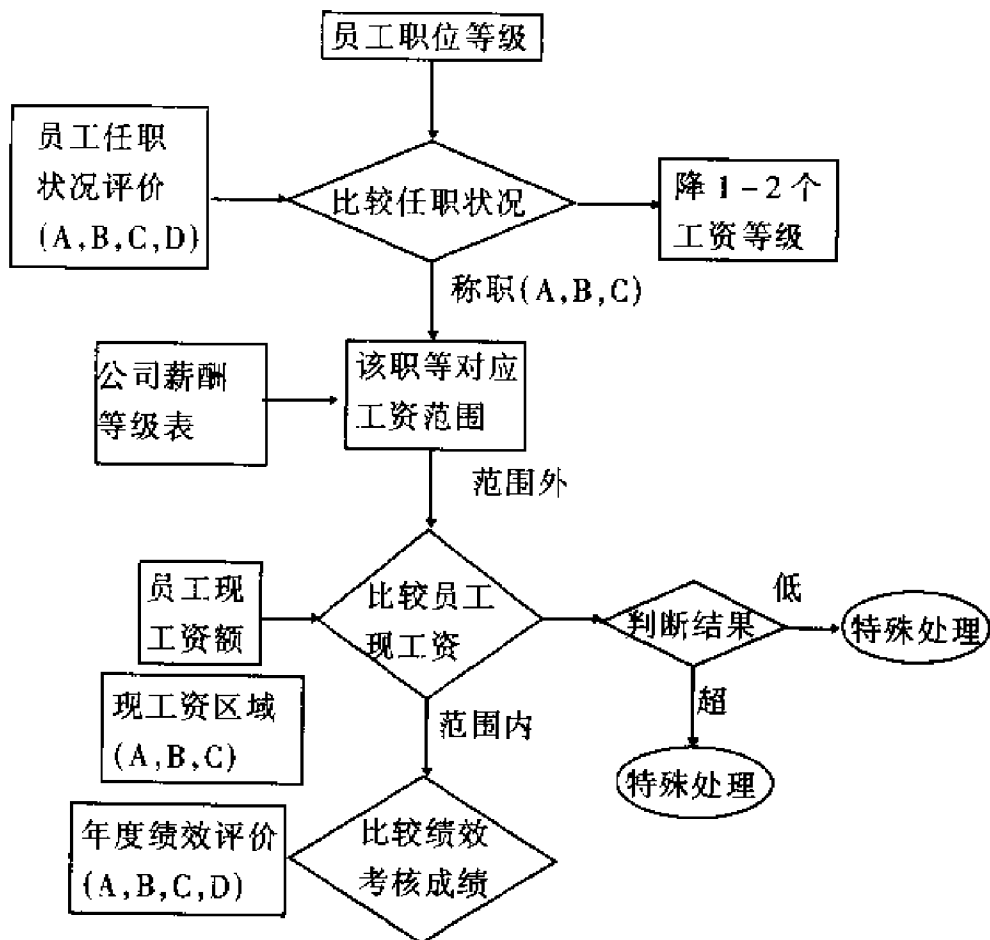 员工职位等级
员工任职
状况评价
(A,B,C,D)
比较任职状况
降1-2个
工资等级
称职(A,B,C)
公司薪酬
等级表
该职等对应
工资范围
范围外
员工现
工资额
比较员工
现工资
判断结果
低
特殊处理
现工资区域
(A,B,C)
范围内
超
特殊处理
年度绩效评价
(A,B,C,D)
比较绩效
考核成绩